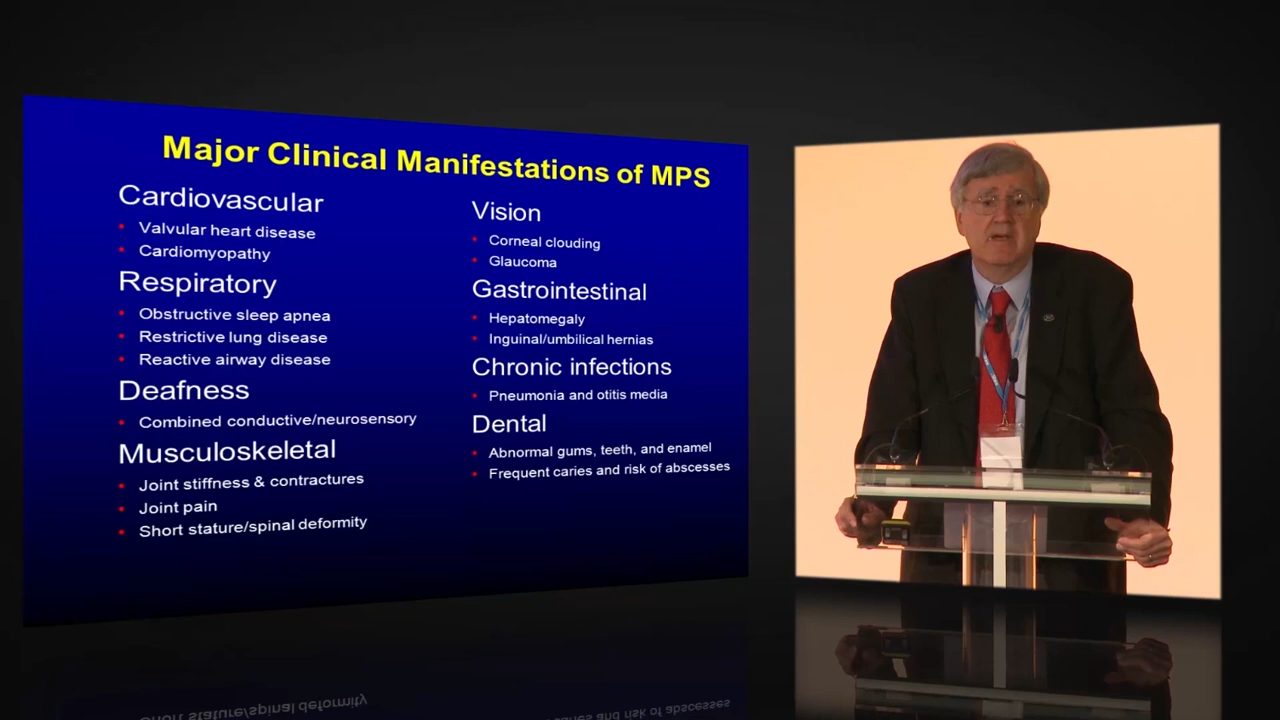 Major Clinical Manifestations of MPS
Cardiovascular
Valvular heart disease
Cardiomyopathy
Respiratory
Obstructive sleep apnea
Restrictive lung disease
Reactive airway disease
Deafness
Combined conductive/neurosensory
Musculoskeletal
Joint stiffness & contractures
Joint pain
Short stature/spinal deformity
Vision
Corneal clouding
Glaucoma
Gastrointestinal
Hepatomegaly
Inguinal/umbilical hernias
Chronic infections
Pneumonia and otitis media
Dental
Abnormal gums, teeth, and enamel
Frequent caries and risk of abscesses